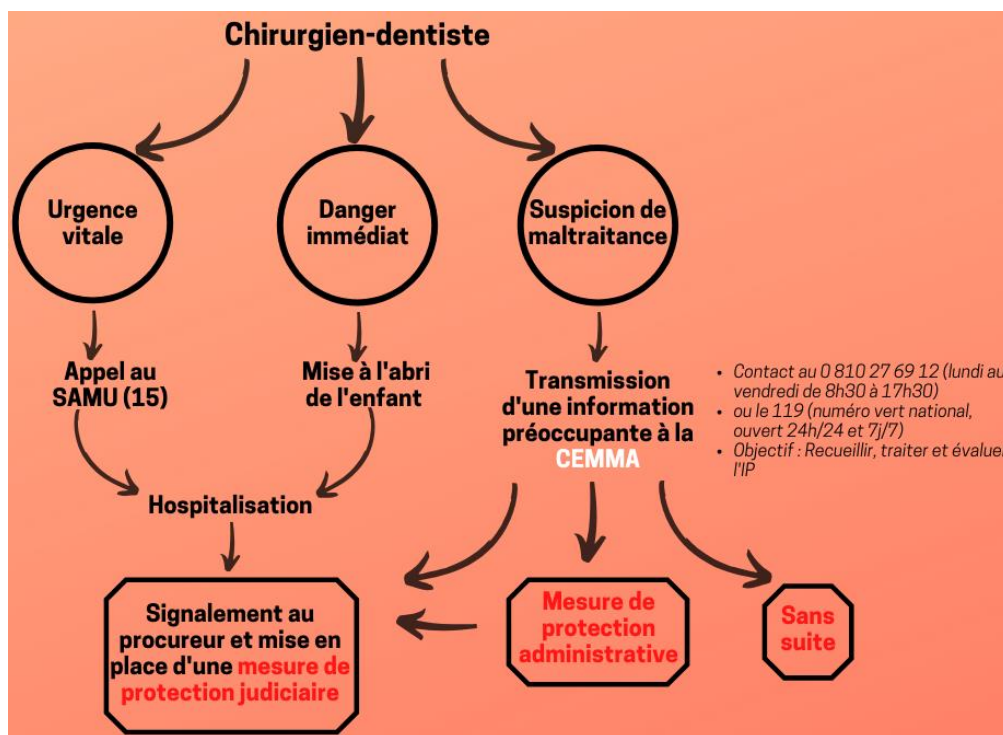 Chirurgien-dentiste
Urgence
vitale
Danger
immédiat
Suspicion de
maltraitance
Appel au
SAMU (15)
Mise à l'abri
de l'enfant
Transmission
d'une information
préoccupante à la
CEMMA
• Contact au 0 810 27 69 12 (lundi au
vendredi de 8h30 à 17h30)
• ou le 119 (numéro vert national,
ouvert 24h/24 et 7j/7)
• Objectif : Recueillir, traiter et évaluer
l'IP
Hospitalisation
Signalement au
procureur et mise en
place d'une mesure de
protection judiciaire
Mesure de
protection
administrative
Sans
suite